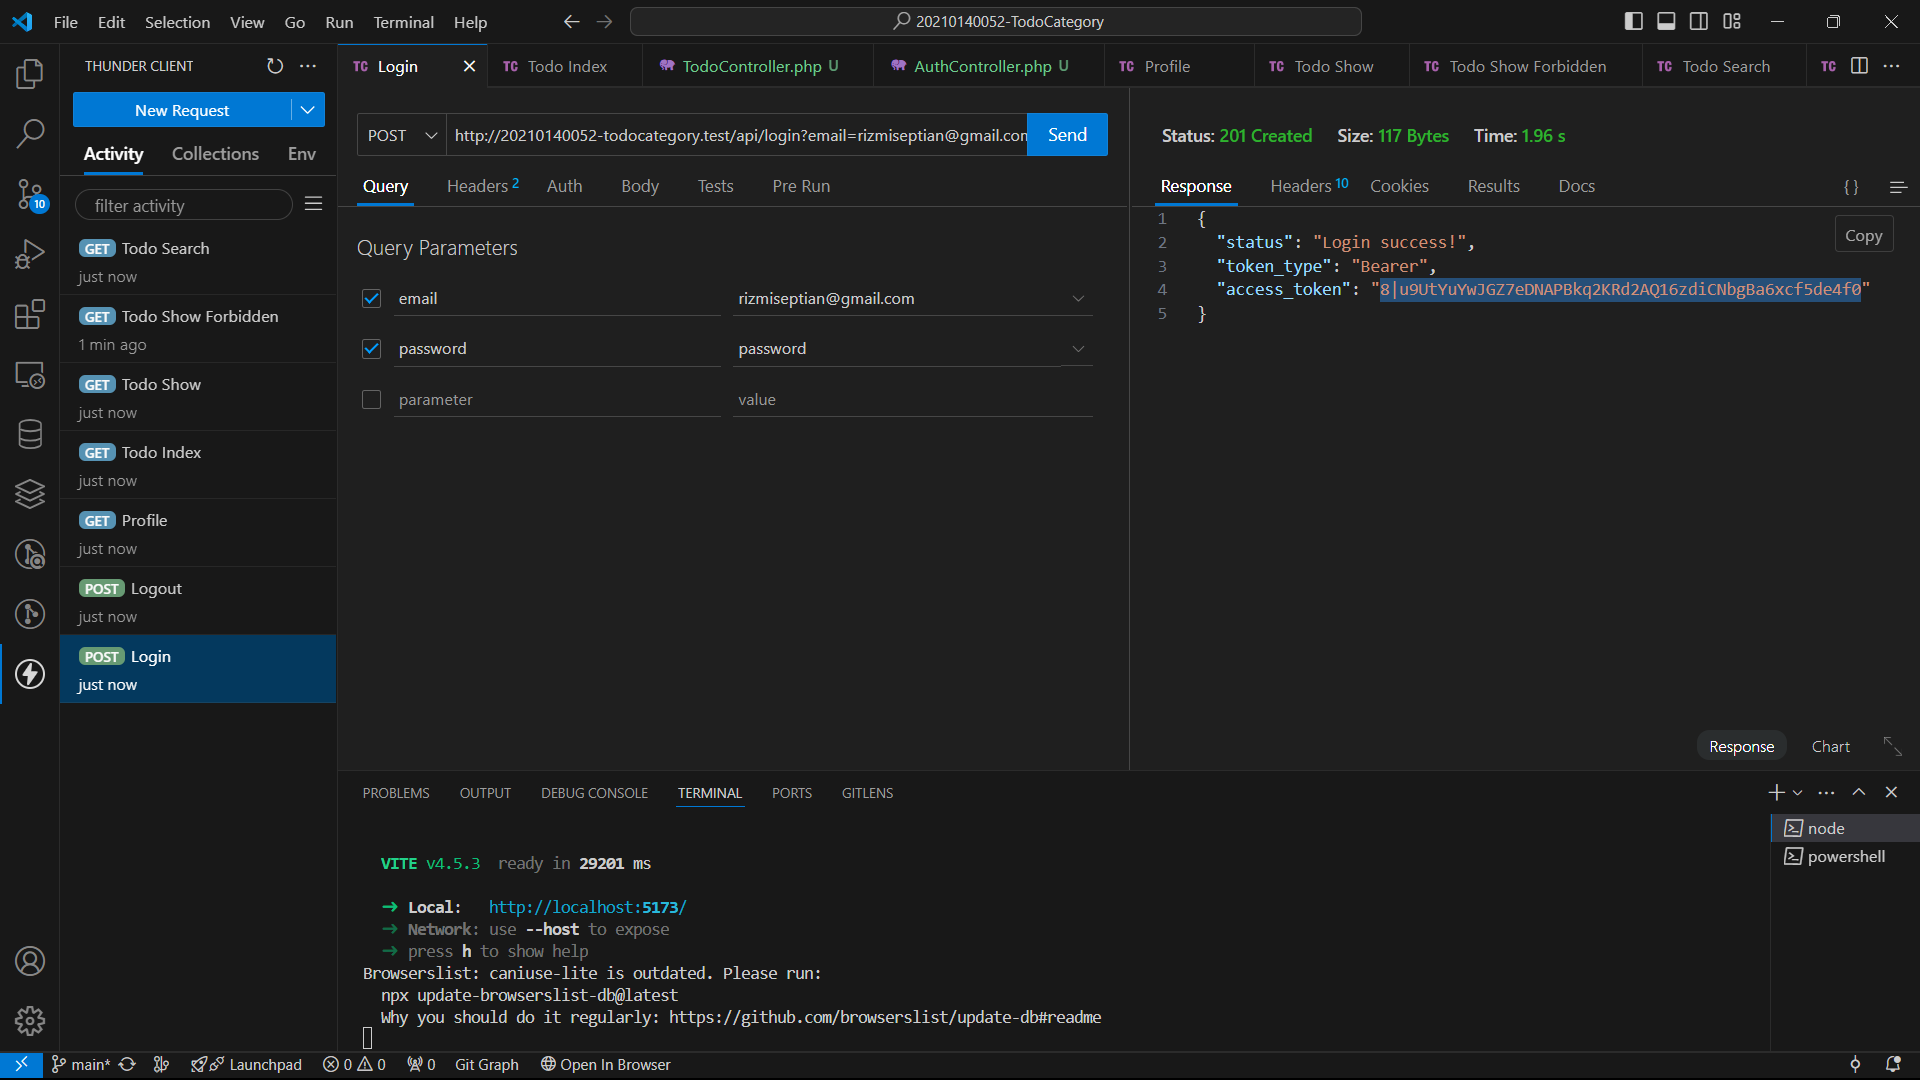 File Edit Selection View Go Run Terminal Help
20210140052-TodoCategory
THUNDER CLIENT
New Request
Activity Collections Env
filter activity
GET Todo Search
just now
GET Todo Show Forbidden
1 min ago
GET Todo Show
just now
GET Todo Index
just now
GET Profile
just now
POST Logout
just now
POST Login
just now
TC Login
TC Todo Index
TodoController.php U
AuthController.php U
TC Profile
TC Todo Show
TC Todo Show Forbidden
TC Todo Search
TC
POST http://20210140052-todocategory.test/api/login?email=rizmiseptian@gmail.com Send
Query Headers 2 Auth Body Tests Pre Run
Query Parameters
email rizmiseptian@gmail.com
password password
parameter value
Status: 201 Created Size: 117 Bytes Time: 1.96 s
Response Headers 10 Cookies Results Docs { }
Copy
1 {
2 "status": "Login success!",
3 "token_type": "Bearer",
4 "access_token": "8|u9UtYuYwJGZ7eDNAPBkq2KRd2AQ16zdiCNbgBa6xcf5de4f0"
5 }
Response Chart
PROBLEMS OUTPUT DEBUG CONSOLE TERMINAL PORTS GITLENS
VITE v4.5.3 ready in 29201 ms
➜ Local: http://localhost:5173/
➜ Network: use --host to expose
➜ press h to show help
Browserslist: caniuse-lite is outdated. Please run:
npx update-browserslist-db@latest
Why you should do it regularly: https://github.com/browserslist/update-db#readme
node
powershell
10
main* Launchpad 0 0 0 Git Graph Open In Browser